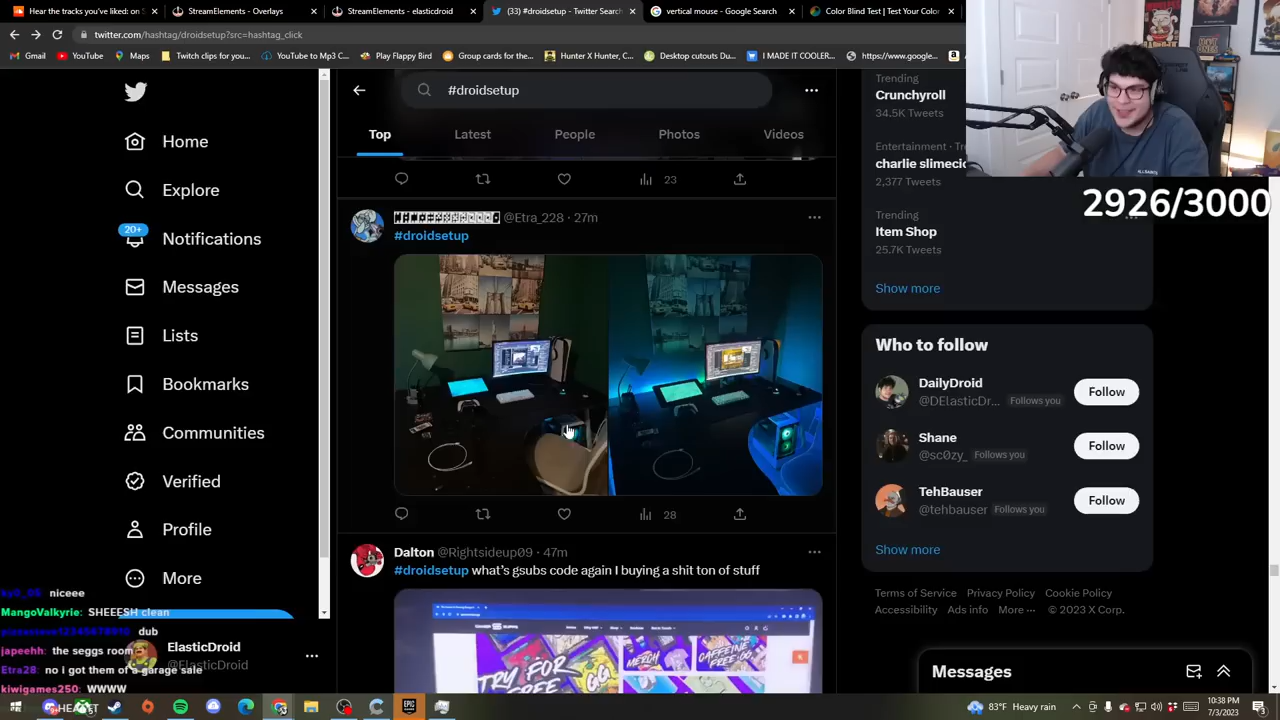 Hear the tracks you've liked: on S
StreamElements - Overlays
StreamElements - elasticdroid
(33) #droidsetup - Twitter Search
vertical mouse - Google Search
Color Blind Test | Test Your Color
twitter.com/hashtag/droidsetup?src=hashtag_click
Gmail
YouTube
Maps
Twitch clips for you...
YouTube to Mp3 C...
Play Flappy Bird
Group cards for the...
Hunter X Hunter, C...
Desktop cutouts Du...
I MADE IT COOLER...
https://www.google...
#droidsetup
Top
Latest
People
Photos
Videos
Home
Explore
20+
Notifications
Messages
Lists
Bookmarks
Communities
Verified
Profile
More
ElasticDroid
@ElasticDroid
23
@Etra_228 · 27m
#droidsetup
28
Dalton @Rightsideup09 · 47m
#droidsetup what's gsubs code again I buying a shit ton of stuff
TRY FOR
Trending
Crunchyroll
34.5K Tweets
Entertainment · Tre
charlie slimecic
2,377 Tweets
Trending
Item Shop
25.7K Tweets
Show more
2926/3000
Who to follow
DailyDroid
@DElasticDr... Follows you
Follow
Shane
@sc0zy_ Follows you
Follow
TehBauser
@tehbauser Follows you
Follow
Show more
Terms of Service Privacy Policy Cookie Policy
Accessibility Ads info More ··· © 2023 X Corp.
Messages
niceee
MangoValkyrie: SHEEESH clean
dub
japeehh: the seggs room
Etra28: no i got them of a garage sale
kiwigames250: WWWW
83°F Heavy rain
10:38 PM
7/3/2023